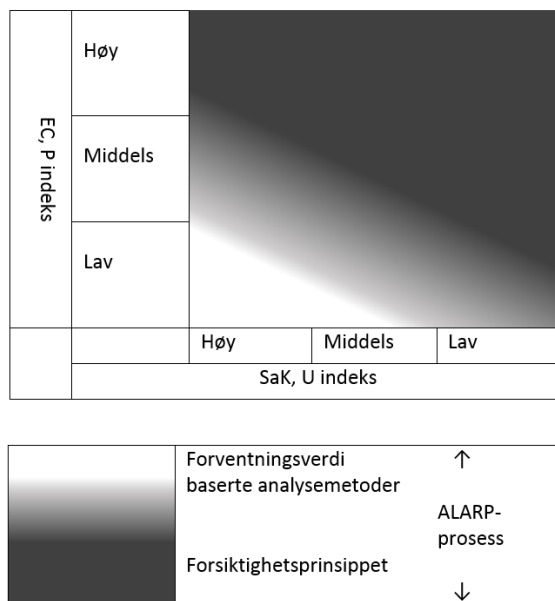 EC, P indeks
Høy
Middels
Lav
Høy
Middels
Lav
SaK, U indeks
Forventningsverdi
baserte analysemetoder
Forsiktighetsprinsippet
↑
ALARP-
prosess
↓